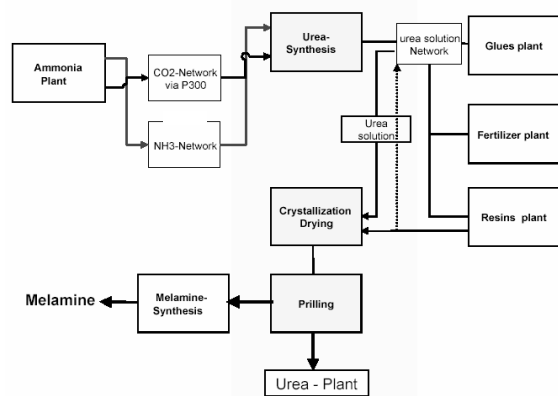 Ammonia
Plant
CO2-Network
via P300
NH3-Network
Urea-
Synthesis
urea solution
Network
Glues plant
Urea
solution
Fertilizer plant
Resins plant
Crystallization
Drying
Melamine
Melamine-
Synthesis
Prilling
Urea - Plant